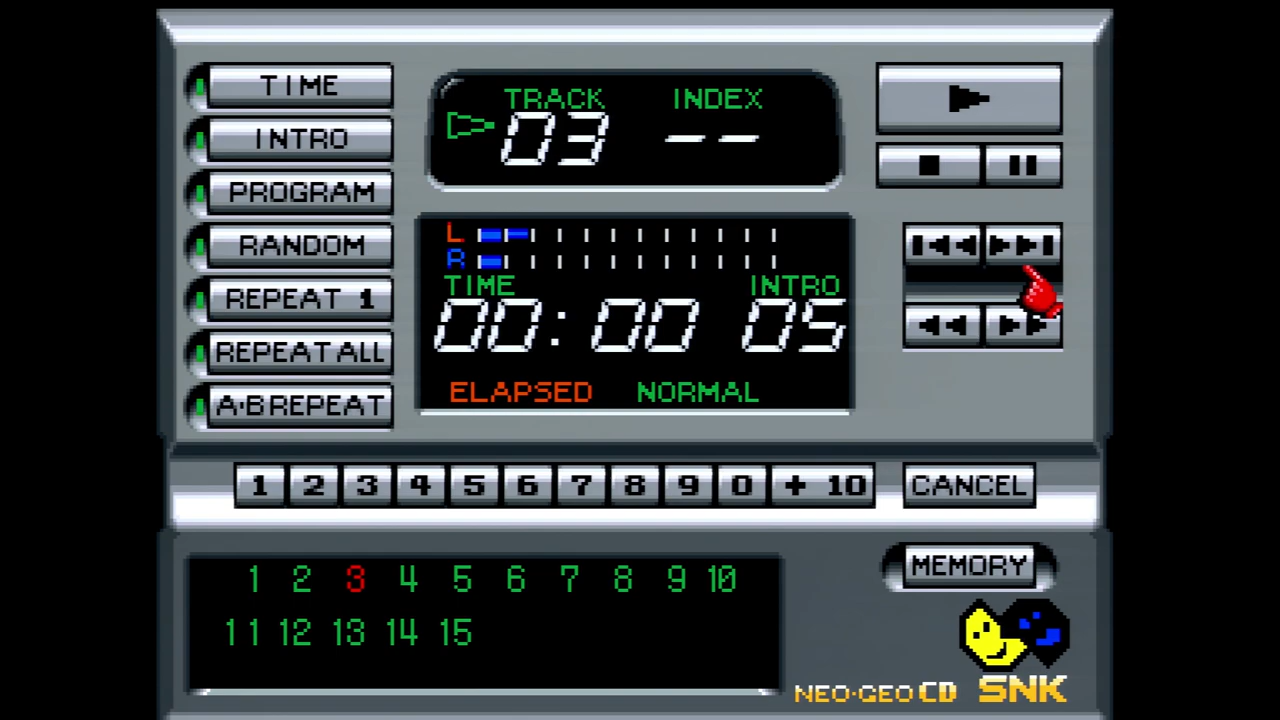 TIME
INTRO
PROGRAM
RANDOM
REPEAT 1
REPEAT ALL
A·B REPEAT
TRACK INDEX
03 --
L
R
TIME INTRO
00:00 05
ELAPSED NORMAL
1 2 3 4 5 6 7 8 9 0 + 10 CANCEL
1 2 3 4 5 6 7 8 9 10
11 12 13 14 15
MEMORY
NEO·GEO CD SNK